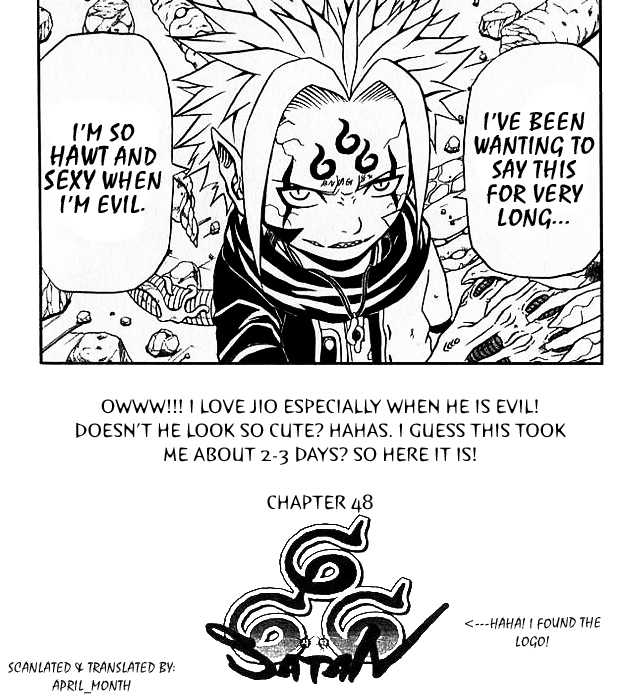 I'VE BEEN
WANTING TO
SAY THIS
FOR VERY
LONG...
I'M SO
HAWT AND
SEXY WHEN
I'M EVIL.
OWWW!!! I LOVE JIO ESPECIALLY WHEN HE IS EVIL!
DOESN'T HE LOOK SO CUTE? HAHAS. I GUESS THIS TOOK
ME ABOUT 2-3 DAYS? SO HERE IT IS!
CHAPTER 48
666
SATAN
<---HAHA! I FOUND THE
LOGO!
SCANLATED & TRANSLATED BY:
APRIL_MONTH